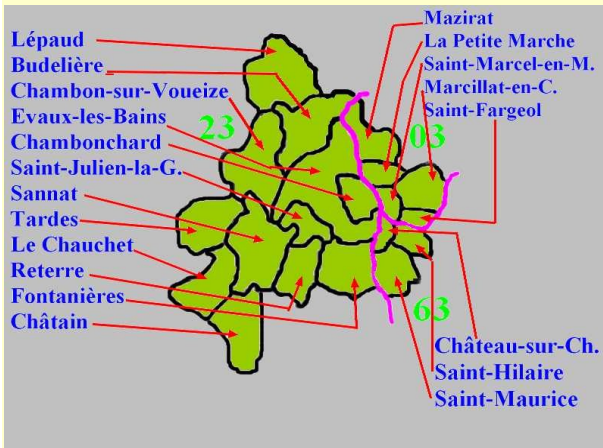 Lépaud
Budelière
Chambon-sur-Voueize
Evaux-les-Bains
Chambonchard
Saint-Julien-la-G.
Sannat
Tardes
Le Chauchet
Reterre
Fontanières
Châtain
23
Mazirat
La Petite Marche
Saint-Marcel-en-M.
Marcillat-en-C.
Saint-Fargeol
03
63
Château-sur-Ch.
Saint-Hilaire
Saint-Maurice